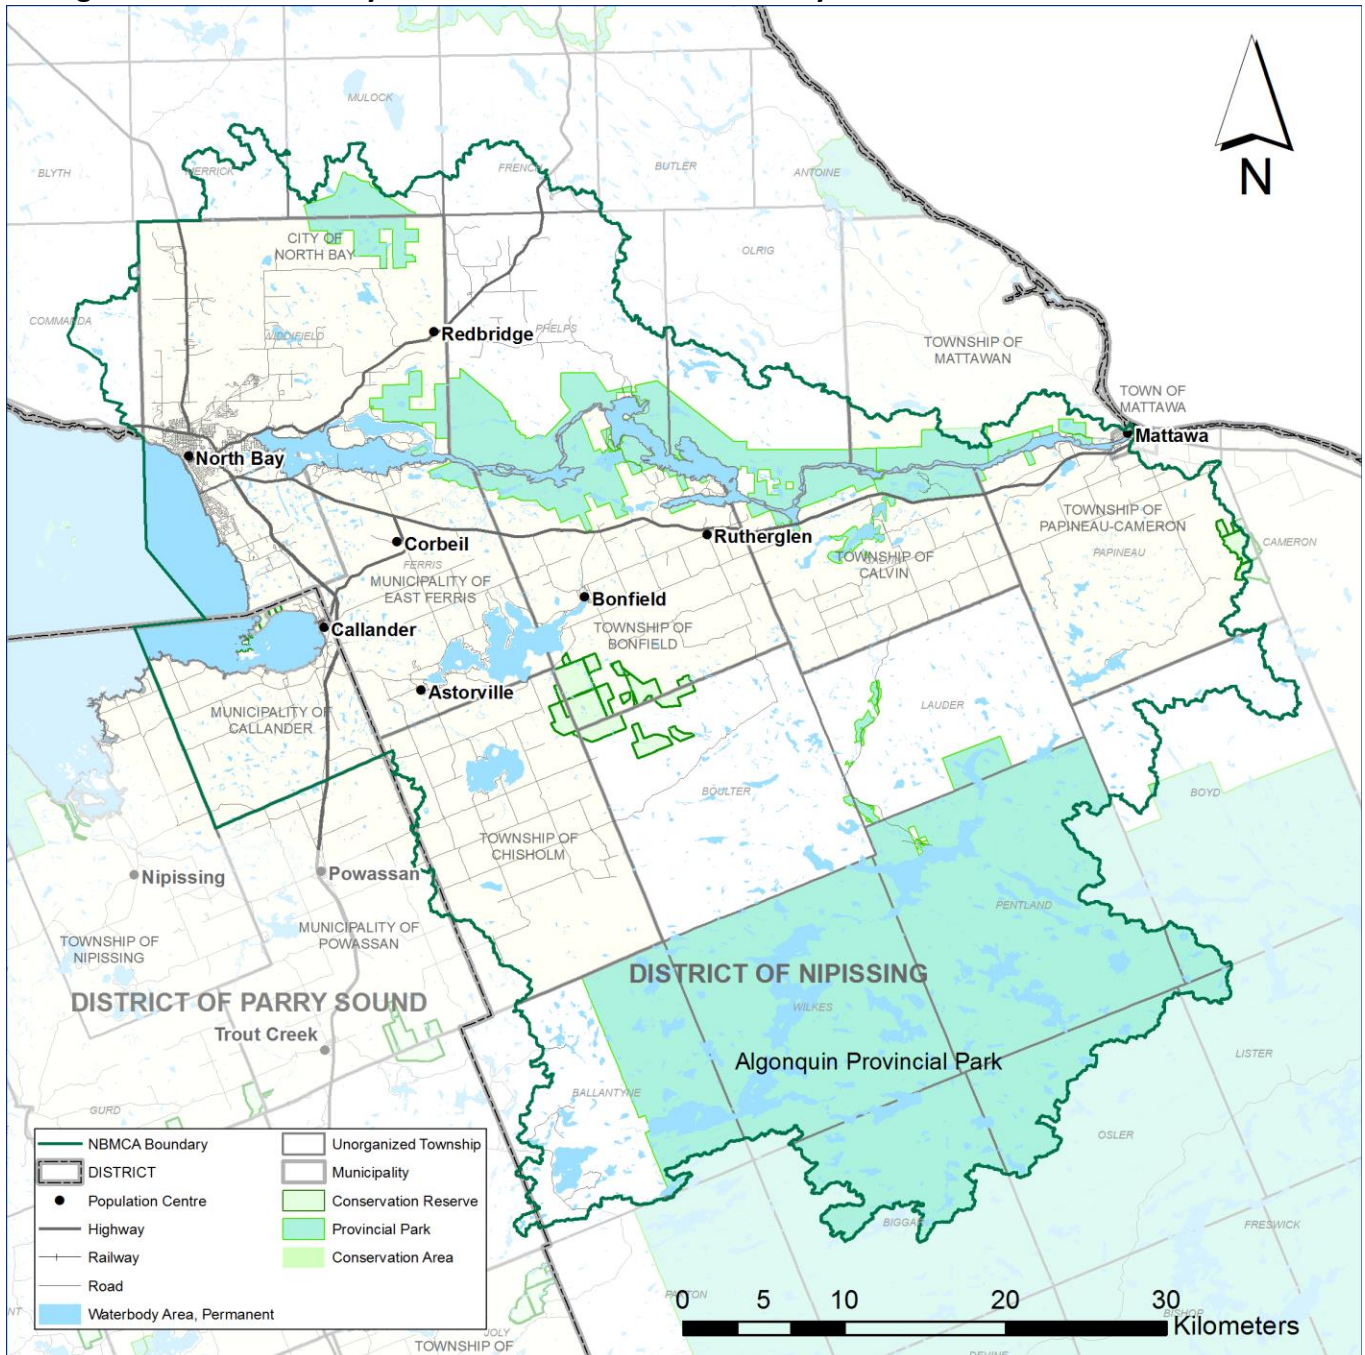 MULOCK
BLYTH
MERRICK
FRENCH
BUTLER
ANTOINE
N
CITY OF
NORTH BAY
OLRIG
COMMANDA
WIDDIFIELD
Redbridge
PHELPS
TOWNSHIP OF
MATTAWAN
TOWN OF
MATTAWA
Mattawa
North Bay
Corbeil
Rutherglen
TOWNSHIP OF
PAPINEAU-CAMERON
PAPINEAU
CAMERON
FERRIS
MUNICIPALITY OF
EAST FERRIS
TOWNSHIP OF
CALVIN
Bonfield
TOWNSHIP OF
BONFIELD
Callander
Astorville
MUNICIPALITY OF
CALLANDER
LAUDER
BOULTER
BOYD
TOWNSHIP OF
CHISHOLM
Nipissing
Powassan
MUNICIPALITY OF
POWASSAN
PENTLAND
TOWNSHIP OF
NIPISSING
DISTRICT OF NIPISSING
DISTRICT OF PARRY SOUND
WILKES
Trout Creek
Algonquin Provincial Park
LISTER
BALLANTYNE
GURD
OSLER
BIGGAR
FRESWICK
NBMCA Boundary
DISTRICT
Population Centre
Highway
Railway
Road
Waterbody Area, Permanent
Unorganized Township
Municipality
Conservation Reserve
Provincial Park
Conservation Area
PAXTON
BISHOP
0 5 10 20 30
Kilometers
JOLY
TOWNSHIP OF